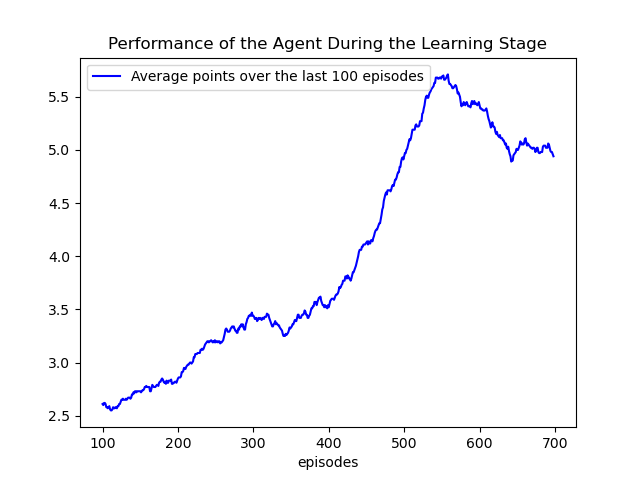 Performance of the Agent During the Learning Stage
Average points over the last 100 episodes
5.5
5.0
4.5
4.0
3.5
3.0
2.5
100 200 300 400 500 600 700
episodes